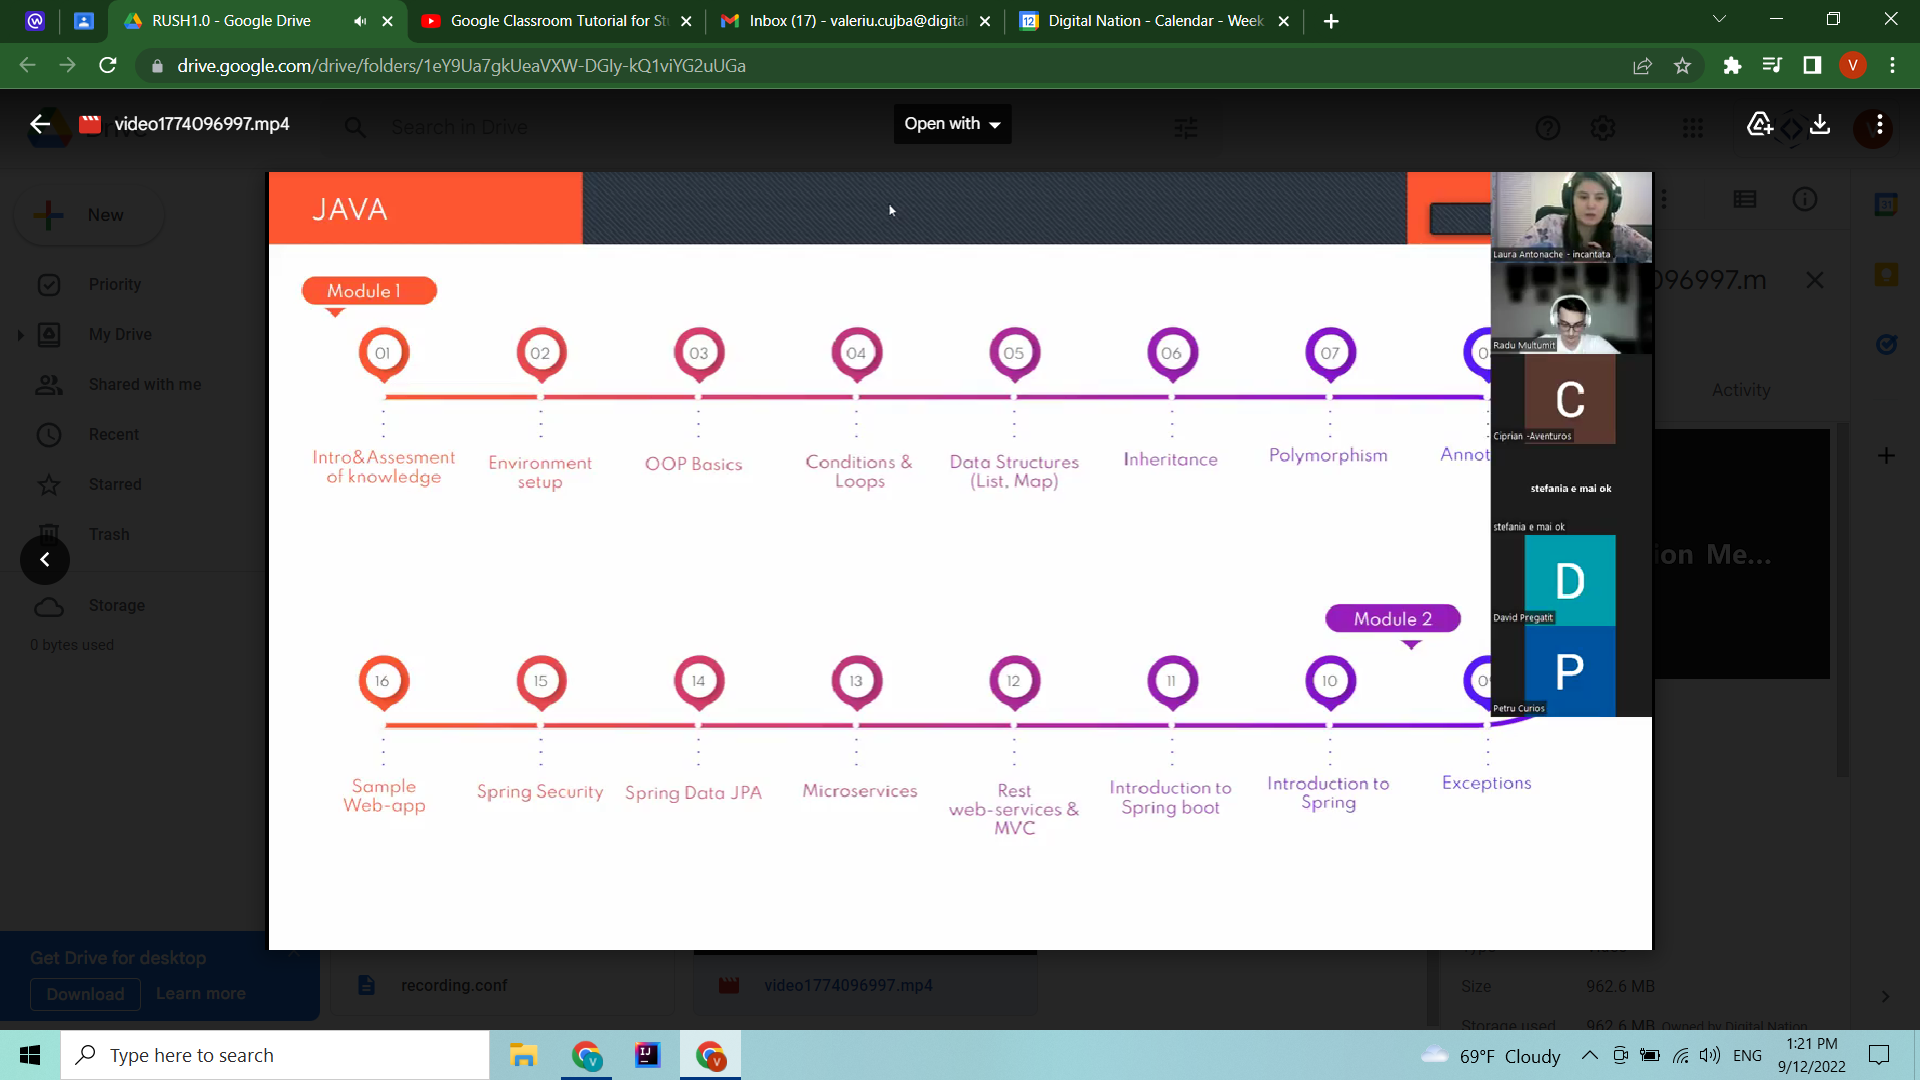 RUSH1.0 - Google Drive
Google Classroom Tutorial for St
Inbox (17) - valeriu.cujba@digital
Digital Nation - Calendar - Week
drive.google.com/drive/folders/1eY9Ua7gkUeaVXW-DGIy-kQ1viYG2uUGa
V
video1774096997.mp4
Search in Drive
Open with
New
Priority
My Drive
Shared with me
Recent
Starred
Trash
Storage
0 bytes used
Get Drive for desktop
Download
Learn more
JAVA
Module 1
01
02
03
04
05
06
07
Intro&Assesment
of knowledge
Environment
setup
OOP Basics
Conditions &
Loops
Data Structures
(List, Map)
Inheritance
Polymorphism
Annot
Module 2
16
15
14
13
12
11
10
Sample
Web-app
Spring Security
Spring Data JPA
Microservices
Rest
web-services &
MVC
Introduction to
Spring boot
Introduction to
Spring
Exceptions
Laura Antonache - incantata
Radu Multumit
C
Ciprian -Aventuros
stefania e mai ok
stefania e mai ok
D
David Pregatit
P
Petru Curios
096997.m
Activity
ion Me...
recording.conf
video1774096997.mp4
Size
962.6 MB
Storage used
962.6 MB Owned by Digital Nation
Type here to search
69°F Cloudy
ENG
1:21 PM
9/12/2022